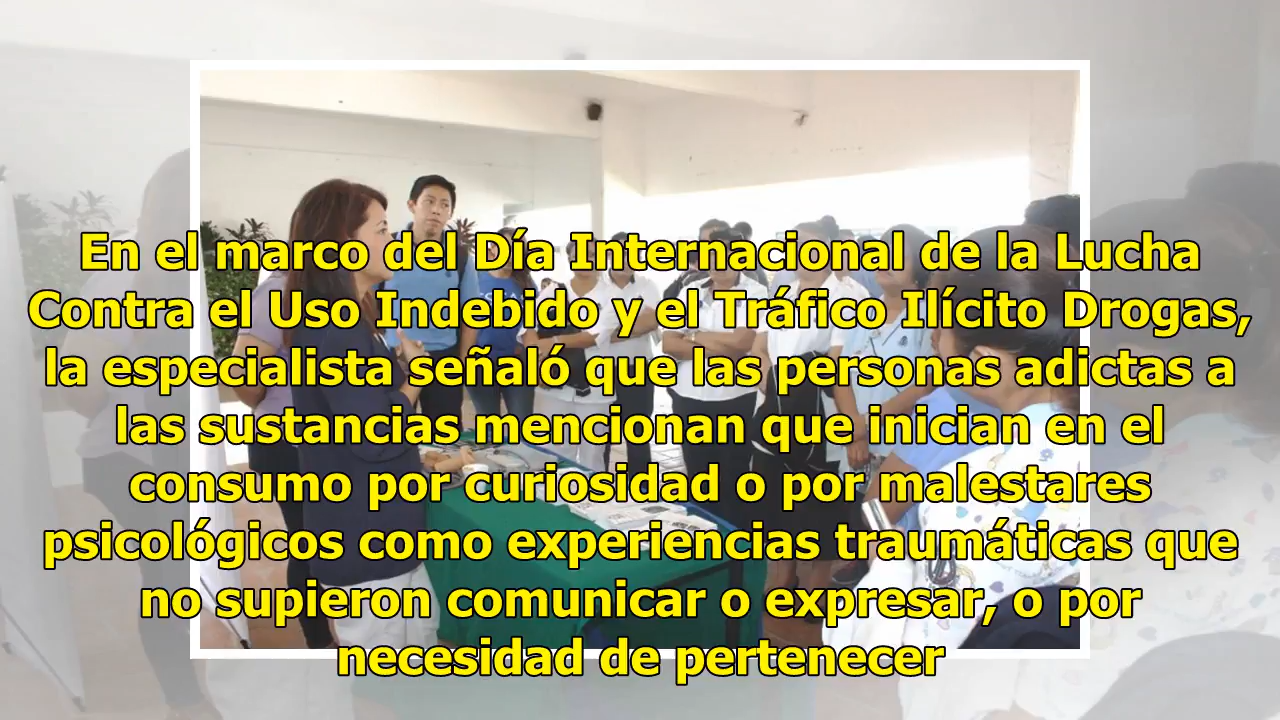 En el marco del Día Internacional de la Lucha
Contra el Uso Indebido y el Tráfico Ilícito Drogas,
la especialista señaló que las personas adictas a
las sustancias mencionan que inician en el
consumo por curiosidad o por malestares
psicológicos como experiencias traumáticas que
no supieron comunicar o expresar, o por
necesidad de pertenecer